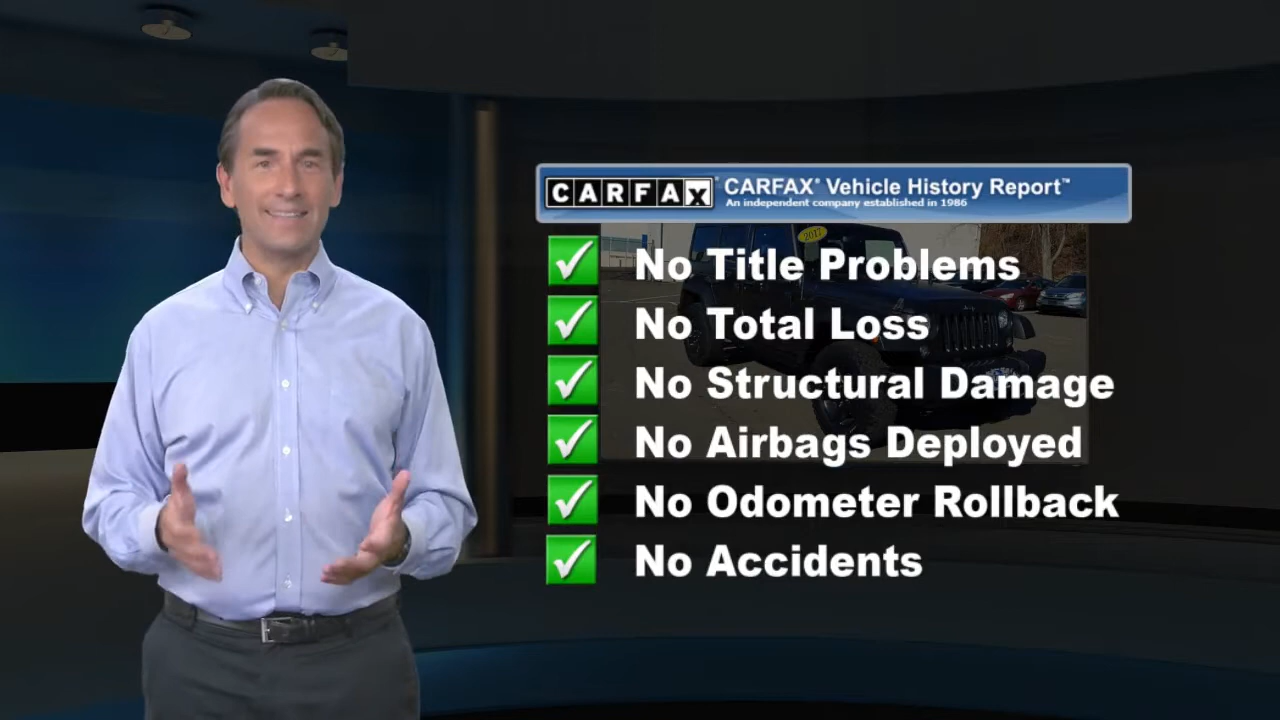 CARFAX
CARFAX® Vehicle History Report™
An independent company established in 1986
2017
No Title Problems
No Total Loss
No Structural Damage
No Airbags Deployed
No Odometer Rollback
No Accidents